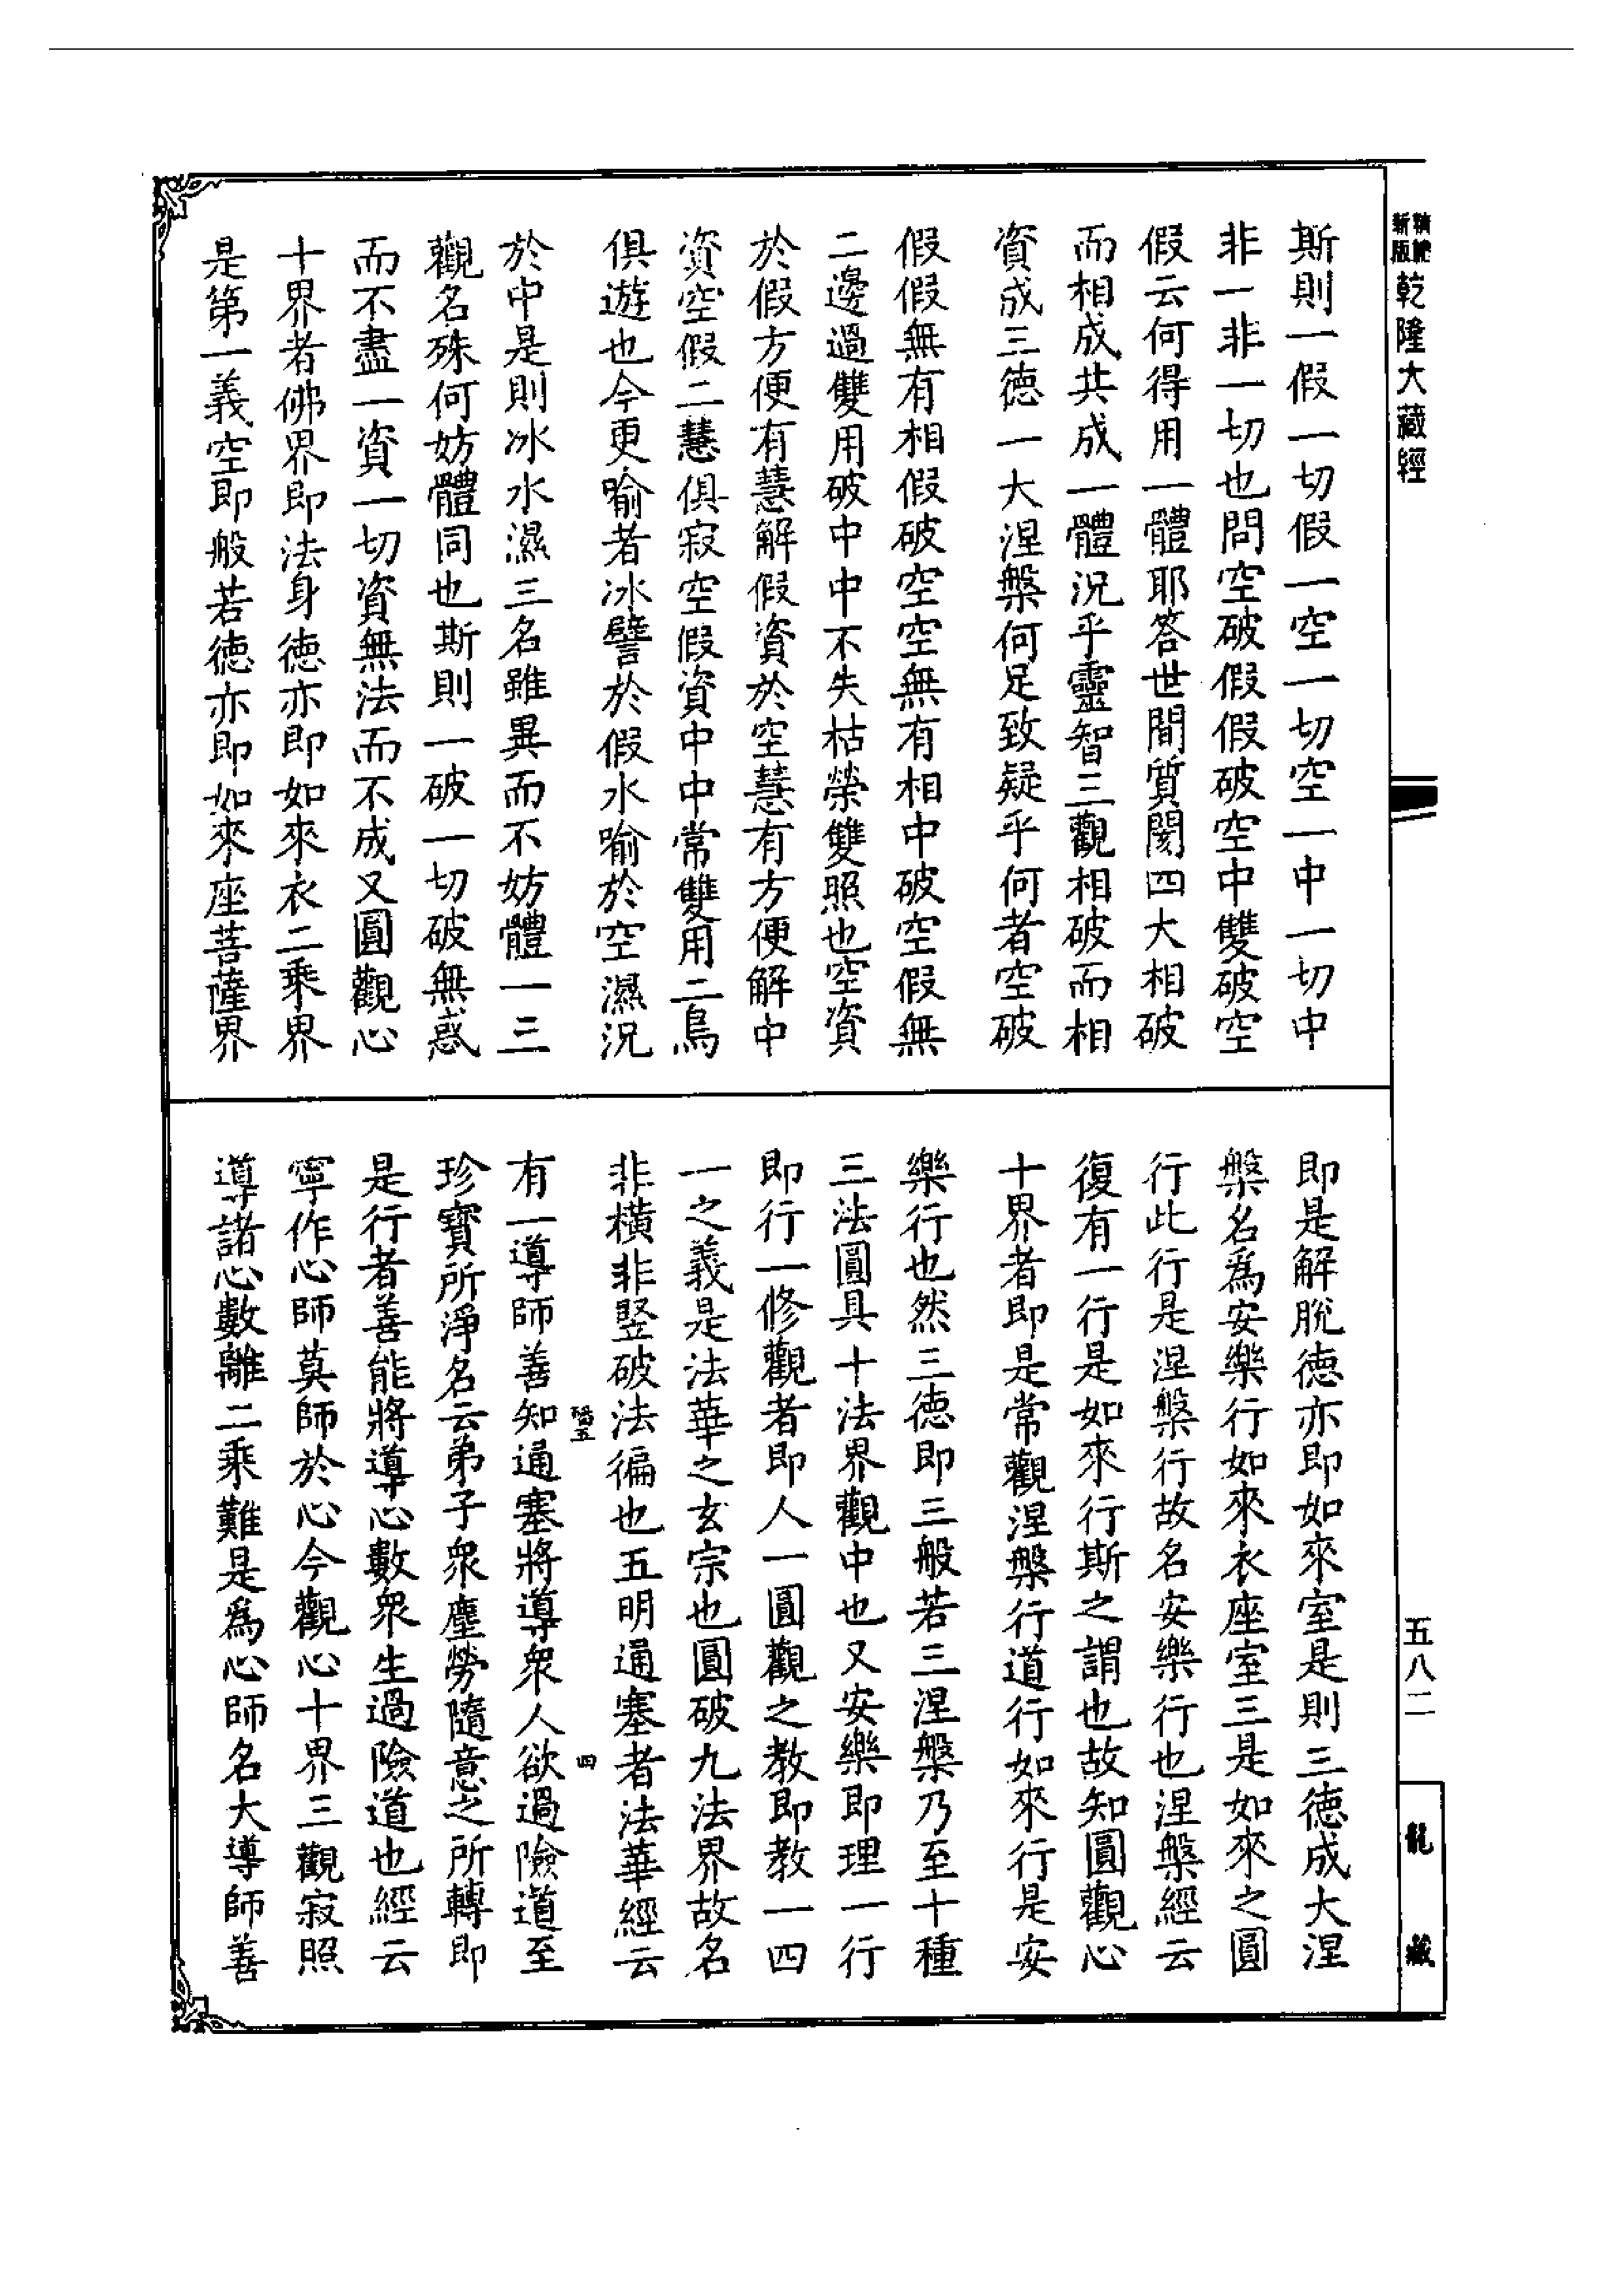 新版
精縮
乾隆大藏經
斯則一假一切假一空一切空一中一切中
非一非一切也問空破假假破空中雙破空
假云何得用一體耶答世間質閡四大相破
而相成共成一體況乎靈智三觀相破而相
資成三德一大涅槃何足致疑乎何者空破
假假無有相假破空空無有相中破空假無
二邊過雙用破中中不失枯榮雙照也空資
於假方便有慧解假資於空慧有方便解中
資空假二慧俱寂空假資中中常雙用二鳥
俱遊也今更喻者冰譬於假水喻於空濕況
於中是則冰水濕三名雖異而不妨體一三
觀名殊何妨體同也斯則一破一切破無惑
而不盡一資一切資無法而不成又圓觀心
十界者佛界即法身德亦即如來衣二乘界
是第一義空即般若德亦即如來座菩薩界
即是解脫德亦即如來室是則三德成大涅
槃名爲安樂行如來衣座室三是如來之圓
行此行是涅槃行故名安樂行也涅槃經云
復有一行是如來行斯之謂也故知圓觀心
十界者即是常觀涅槃行道行如來行是安
樂行也然三德即三般若三涅槃乃至十種
三法圓具十法界觀中也又安樂即理一行
即行一修觀者即人一圓觀之教即教一四
一之義是法華之玄宗也圓破九法界故名
非橫非豎破法徧也五明通塞者法華經云
有一導師善知通塞將導衆人欲過險道至
珍寶所淨名云弟子衆塵勞隨意之所轉即
是行者善能將導心數衆生過險道也經云
寧作心師莫師於心今觀心十界三觀寂照
導諸心數離二乘難是爲心師名大導師善
四
五八二
龍藏